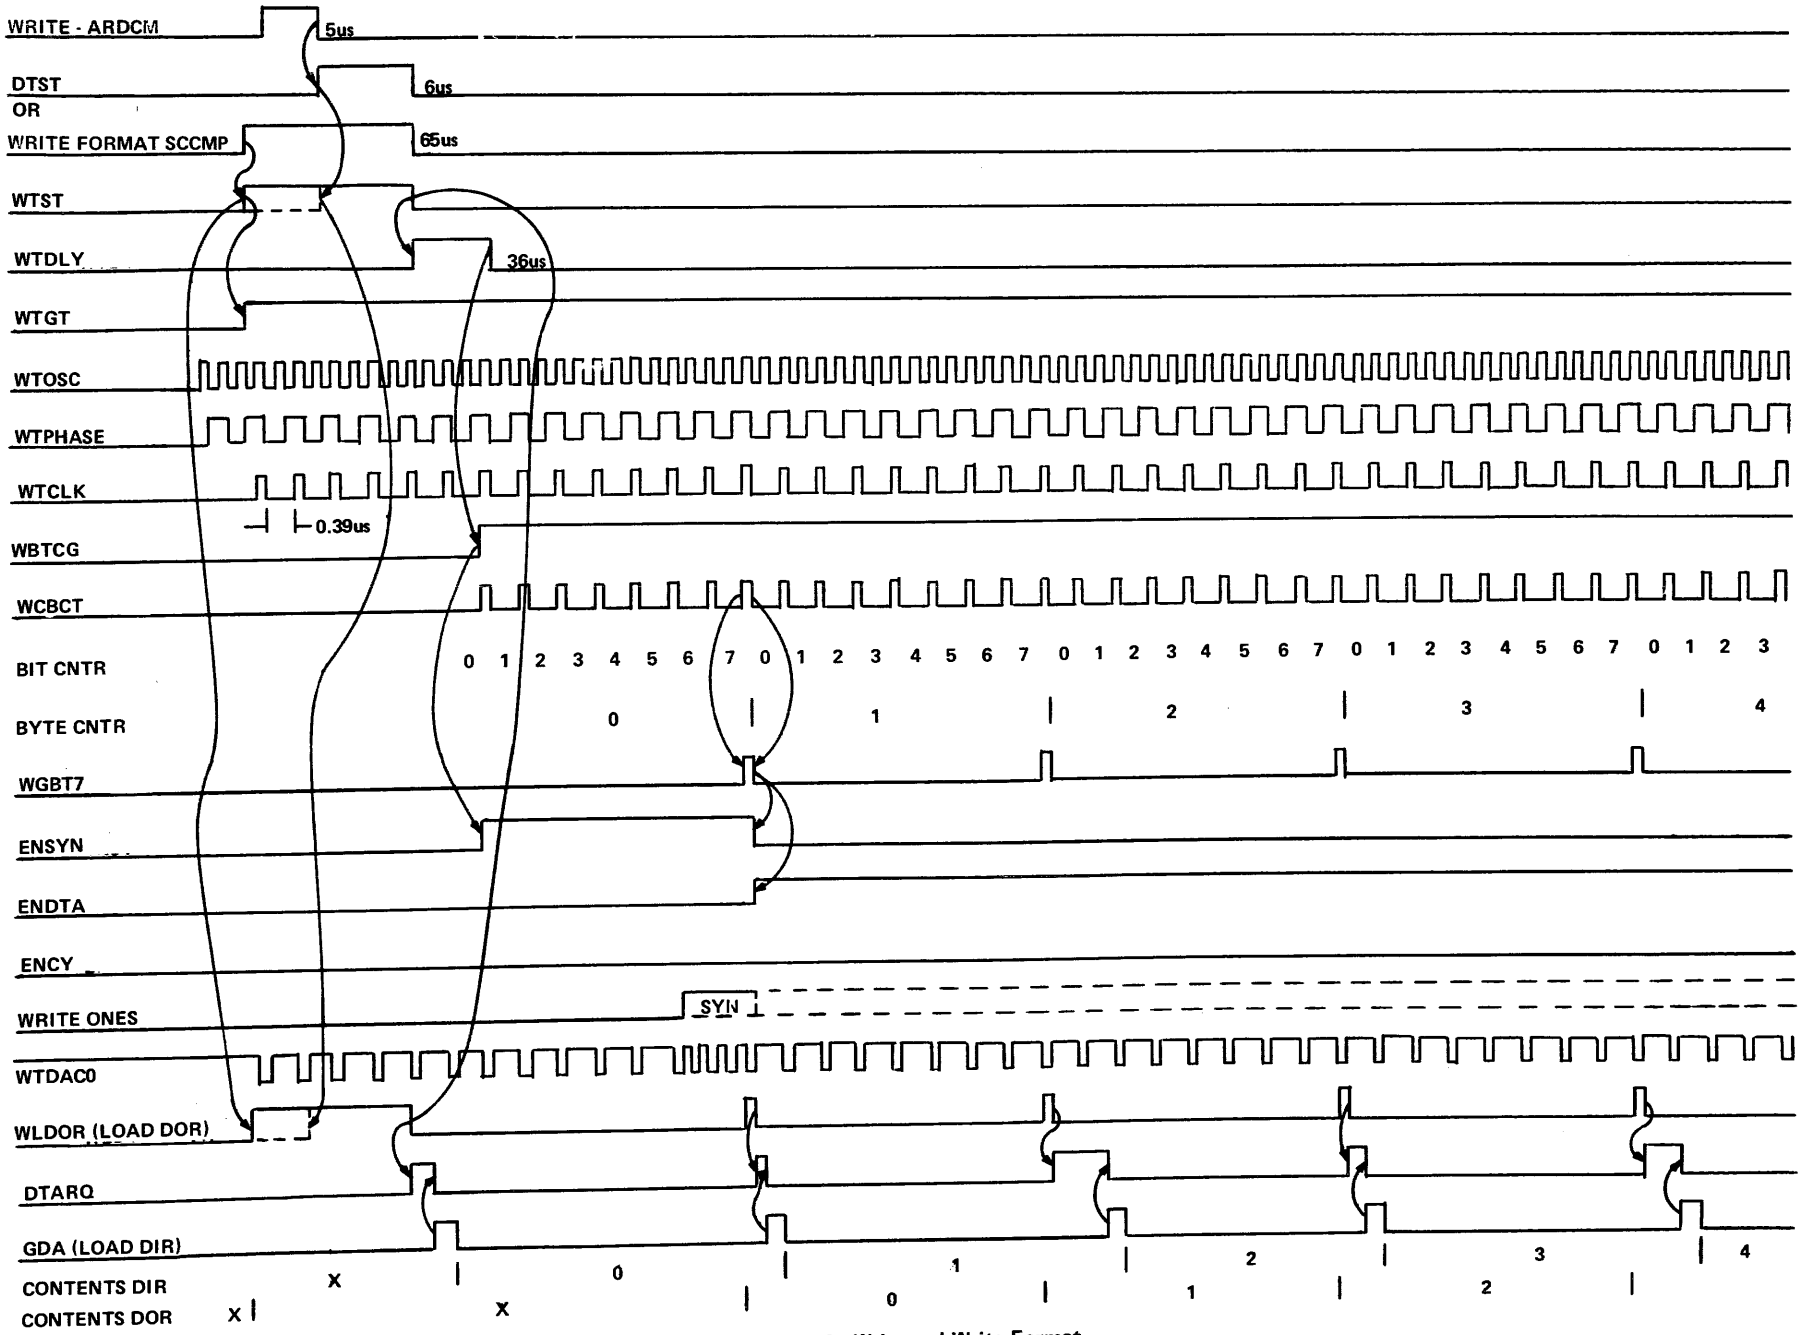 WRITE - ARDCM 5us
DTST 6us
OR
WRITE FORMAT SCCMP 65us
WTST
WTDLY 36us
WTGT
WTOSC
WTPHASE
WTCLK
0.39us
WBTCG
WCBCT
BIT CNTR 0 1 2 3 4 5 6 7 0 1 2 3 4 5 6 7 0 1 2 3 4 5 6 7 0 1 2 3 4 5 6 7 0 1 2 3
BYTE CNTR 0 1 2 3 4
WGBT7
ENSYN
ENDTA
ENCY
WRITE ONES SYN
WTDAC0
WLDOR (LOAD DOR)
DTARQ
GDA (LOAD DIR)
CONTENTS DIR X 0 1 2 3 4
CONTENTS DOR X X 0 1 2